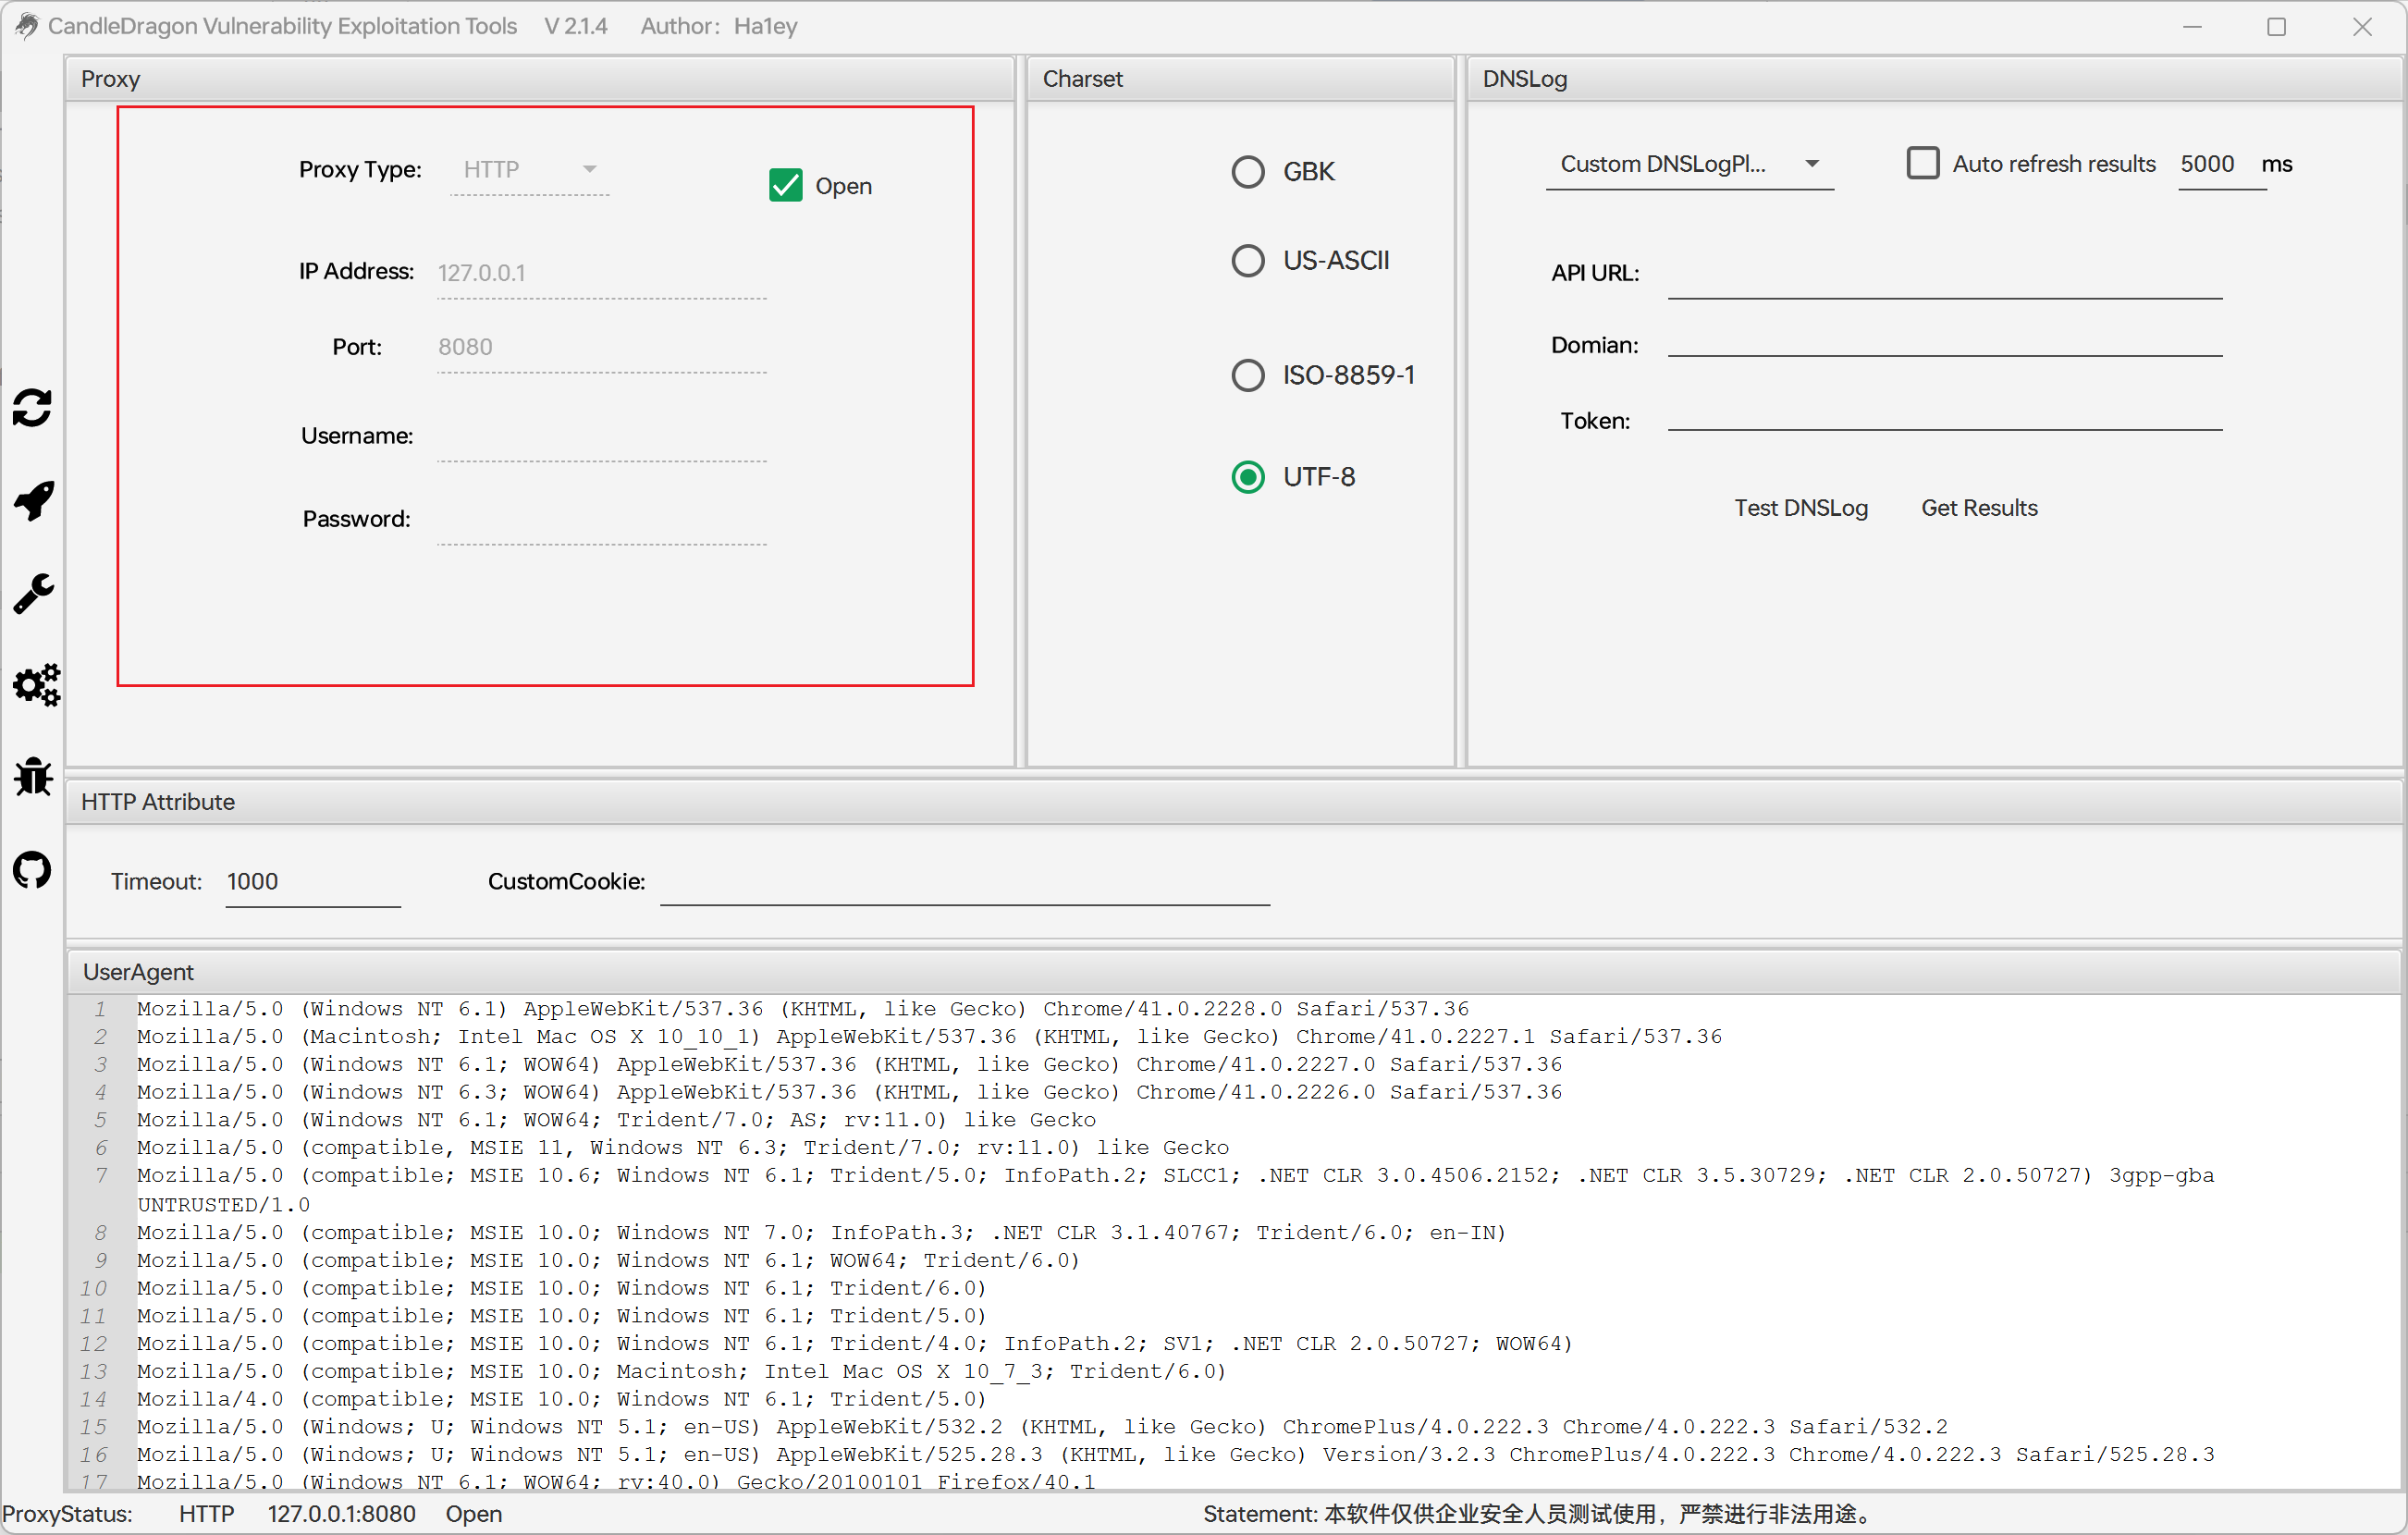 CandleDragon Vulnerability Exploitation Tools V 2.1.4 Author: Ha1ey
Proxy
Proxy Type: HTTP
Open
IP Address: 127.0.0.1
Port: 8080
Username:
Password:
Charset
GBK
US-ASCII
ISO-8859-1
UTF-8
DNSLog
Custom DNSLogPl...
Auto refresh results 5000 ms
API URL:
Domian:
Token:
Test DNSLog Get Results
HTTP Attribute
Timeout: 1000 CustomCookie:
UserAgent
1 Mozilla/5.0 (Windows NT 6.1) AppleWebKit/537.36 (KHTML, like Gecko) Chrome/41.0.2228.0 Safari/537.36
2 Mozilla/5.0 (Macintosh; Intel Mac OS X 10_10_1) AppleWebKit/537.36 (KHTML, like Gecko) Chrome/41.0.2227.1 Safari/537.36
3 Mozilla/5.0 (Windows NT 6.1; WOW64) AppleWebKit/537.36 (KHTML, like Gecko) Chrome/41.0.2227.0 Safari/537.36
4 Mozilla/5.0 (Windows NT 6.3; WOW64) AppleWebKit/537.36 (KHTML, like Gecko) Chrome/41.0.2226.0 Safari/537.36
5 Mozilla/5.0 (Windows NT 6.1; WOW64; Trident/7.0; AS; rv:11.0) like Gecko
6 Mozilla/5.0 (compatible, MSIE 11, Windows NT 6.3; Trident/7.0; rv:11.0) like Gecko
7 Mozilla/5.0 (compatible; MSIE 10.6; Windows NT 6.1; Trident/5.0; InfoPath.2; SLCC1; .NET CLR 3.0.4506.2152; .NET CLR 3.5.30729; .NET CLR 2.0.50727) 3gpp-gba
UNTRUSTED/1.0
8 Mozilla/5.0 (compatible; MSIE 10.0; Windows NT 7.0; InfoPath.3; .NET CLR 3.1.40767; Trident/6.0; en-IN)
9 Mozilla/5.0 (compatible; MSIE 10.0; Windows NT 6.1; WOW64; Trident/6.0)
10 Mozilla/5.0 (compatible; MSIE 10.0; Windows NT 6.1; Trident/6.0)
11 Mozilla/5.0 (compatible; MSIE 10.0; Windows NT 6.1; Trident/5.0)
12 Mozilla/5.0 (compatible; MSIE 10.0; Windows NT 6.1; Trident/4.0; InfoPath.2; SV1; .NET CLR 2.0.50727; WOW64)
13 Mozilla/5.0 (compatible; MSIE 10.0; Macintosh; Intel Mac OS X 10_7_3; Trident/6.0)
14 Mozilla/4.0 (compatible; MSIE 10.0; Windows NT 6.1; Trident/5.0)
15 Mozilla/5.0 (Windows; U; Windows NT 5.1; en-US) AppleWebKit/532.2 (KHTML, like Gecko) ChromePlus/4.0.222.3 Chrome/4.0.222.3 Safari/532.2
16 Mozilla/5.0 (Windows; U; Windows NT 5.1; en-US) AppleWebKit/525.28.3 (KHTML, like Gecko) Version/3.2.3 ChromePlus/4.0.222.3 Chrome/4.0.222.3 Safari/525.28.3
17 Mozilla/5.0 (Windows NT 6.1; WOW64; rv:40.0) Gecko/20100101 Firefox/40.1
ProxyStatus: HTTP 127.0.0.1:8080 Open
Statement: 本软件仅供企业安全人员测试使用，严禁进行非法用途。